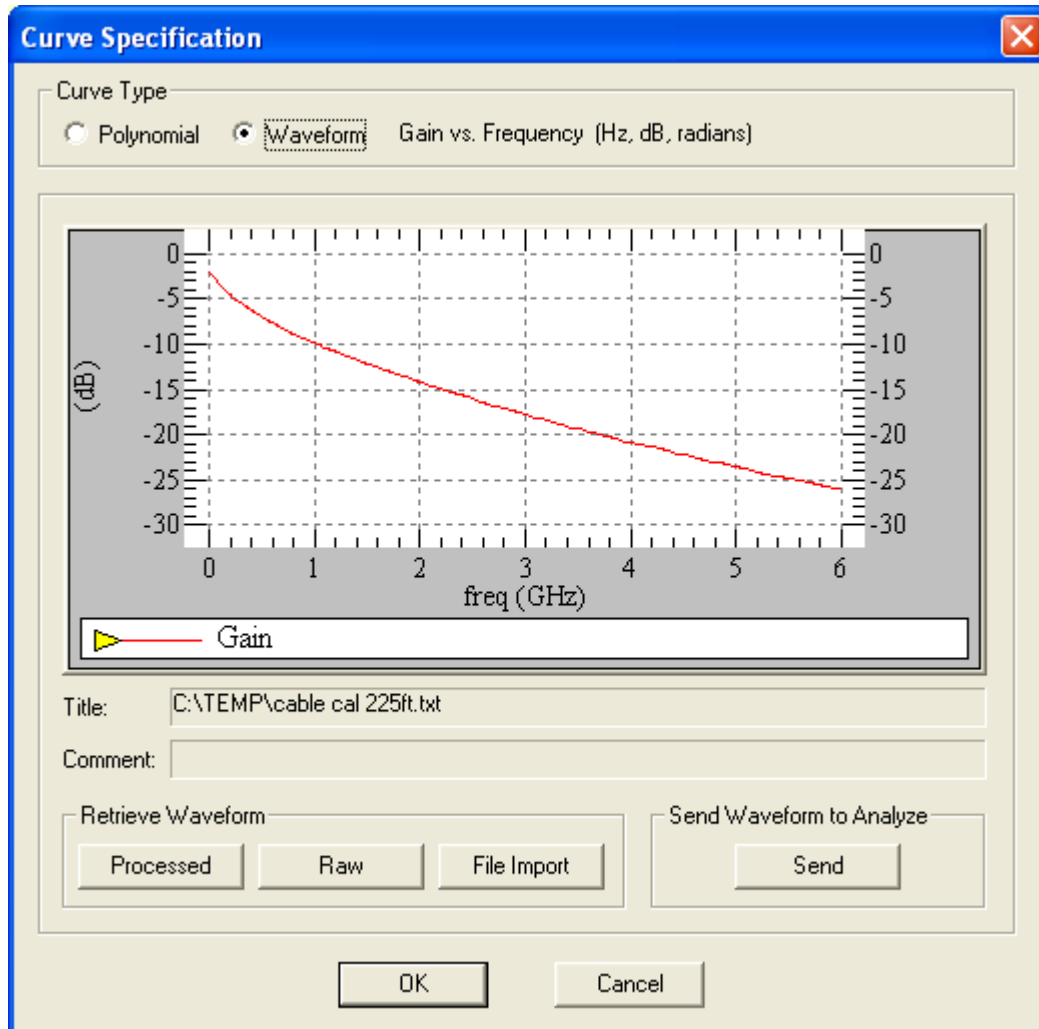 Curve Specification
Curve Type
Polynomial Waveform Gain vs. Frequency (Hz, dB, radians)
0 0
-5 -5
-10 -10
(dB)
-15 -15
-20 -20
-25 -25
-30 -30
0 1 2 3 4 5 6
freq (GHz)
Gain
Title: C:\TEMP\cable cal 225ft.txt
Comment:
Retrieve Waveform Send Waveform to Analyze
Processed Raw File Import Send
OK Cancel